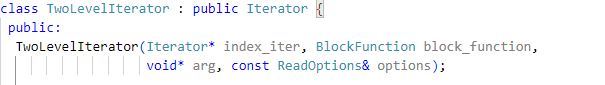 class TwoLevelIterator : public Iterator {
public:
TwoLevelIterator(Iterator* index_iter, BlockFunction block_function,
void* arg, const ReadOptions& options);